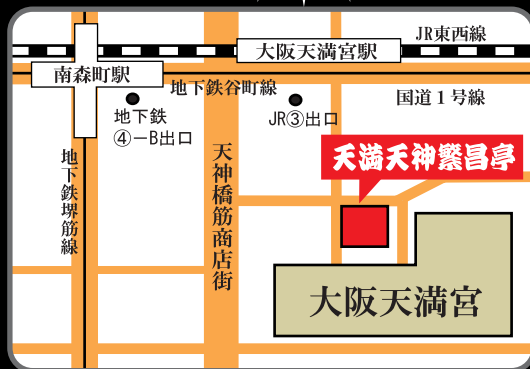 JR東西線
大阪天満宮駅
南森町駅
地下鉄谷町線
国道1号線
地下鉄
④－B出口
JR③出口
天満天神繁昌亭
地下鉄堺筋線
天神橋筋商店街
大阪天満宮